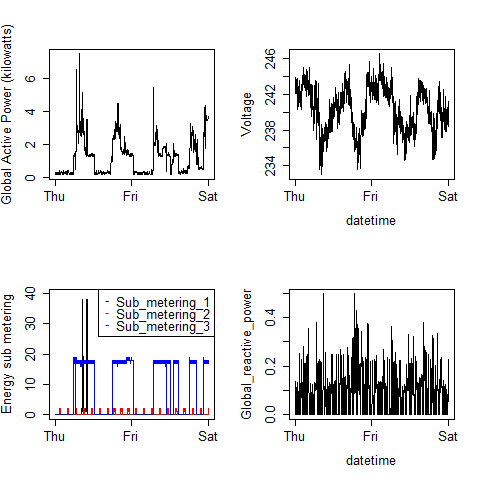 Global Active Power (kilowatts)
0 2 4 6
Thu Fri Sat
Voltage
234 238 242 246
Thu Fri Sat
datetime
Energy sub metering
0 10 20 30 40
- Sub_metering_1
- Sub_metering_2
- Sub_metering_3
Thu Fri Sat
Global_reactive_power
0.0 0.2 0.4
Thu Fri Sat
datetime